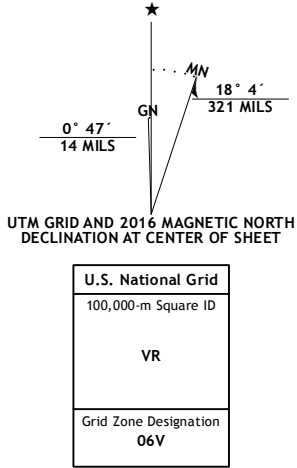 ★
MN
GN
18° 4´
321 MILS
0° 47´
14 MILS
UTM GRID AND 2016 MAGNETIC NORTH
DECLINATION AT CENTER OF SHEET
U.S. National Grid
100,000-m Square ID
VR
Grid Zone Designation
06V